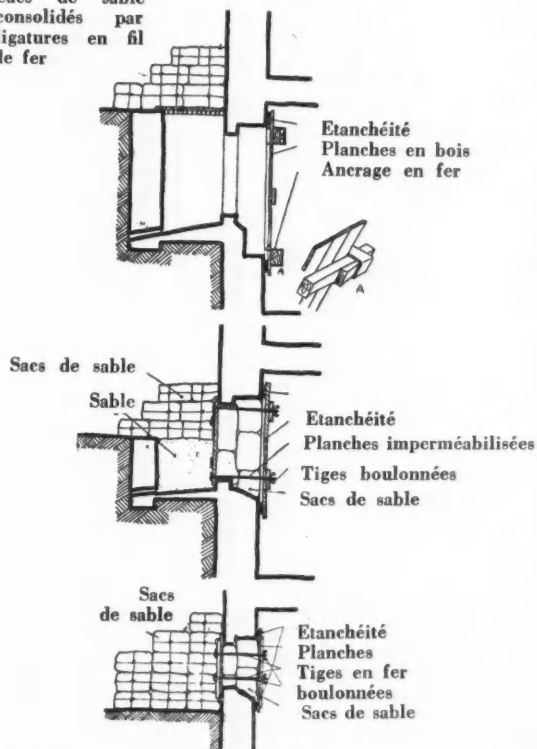 consolidés par
ligatures en fil
de fer
Etanchéité
Planches en bois
Ancrage en fer
A
A
Sacs de sable
Sable
Etanchéité
Planches imperméabilisées
Tiges boulonnées
Sacs de sable
Sacs
de sable
Etanchéité
Planches
Tiges en fer
boulonnées
Sacs de sable